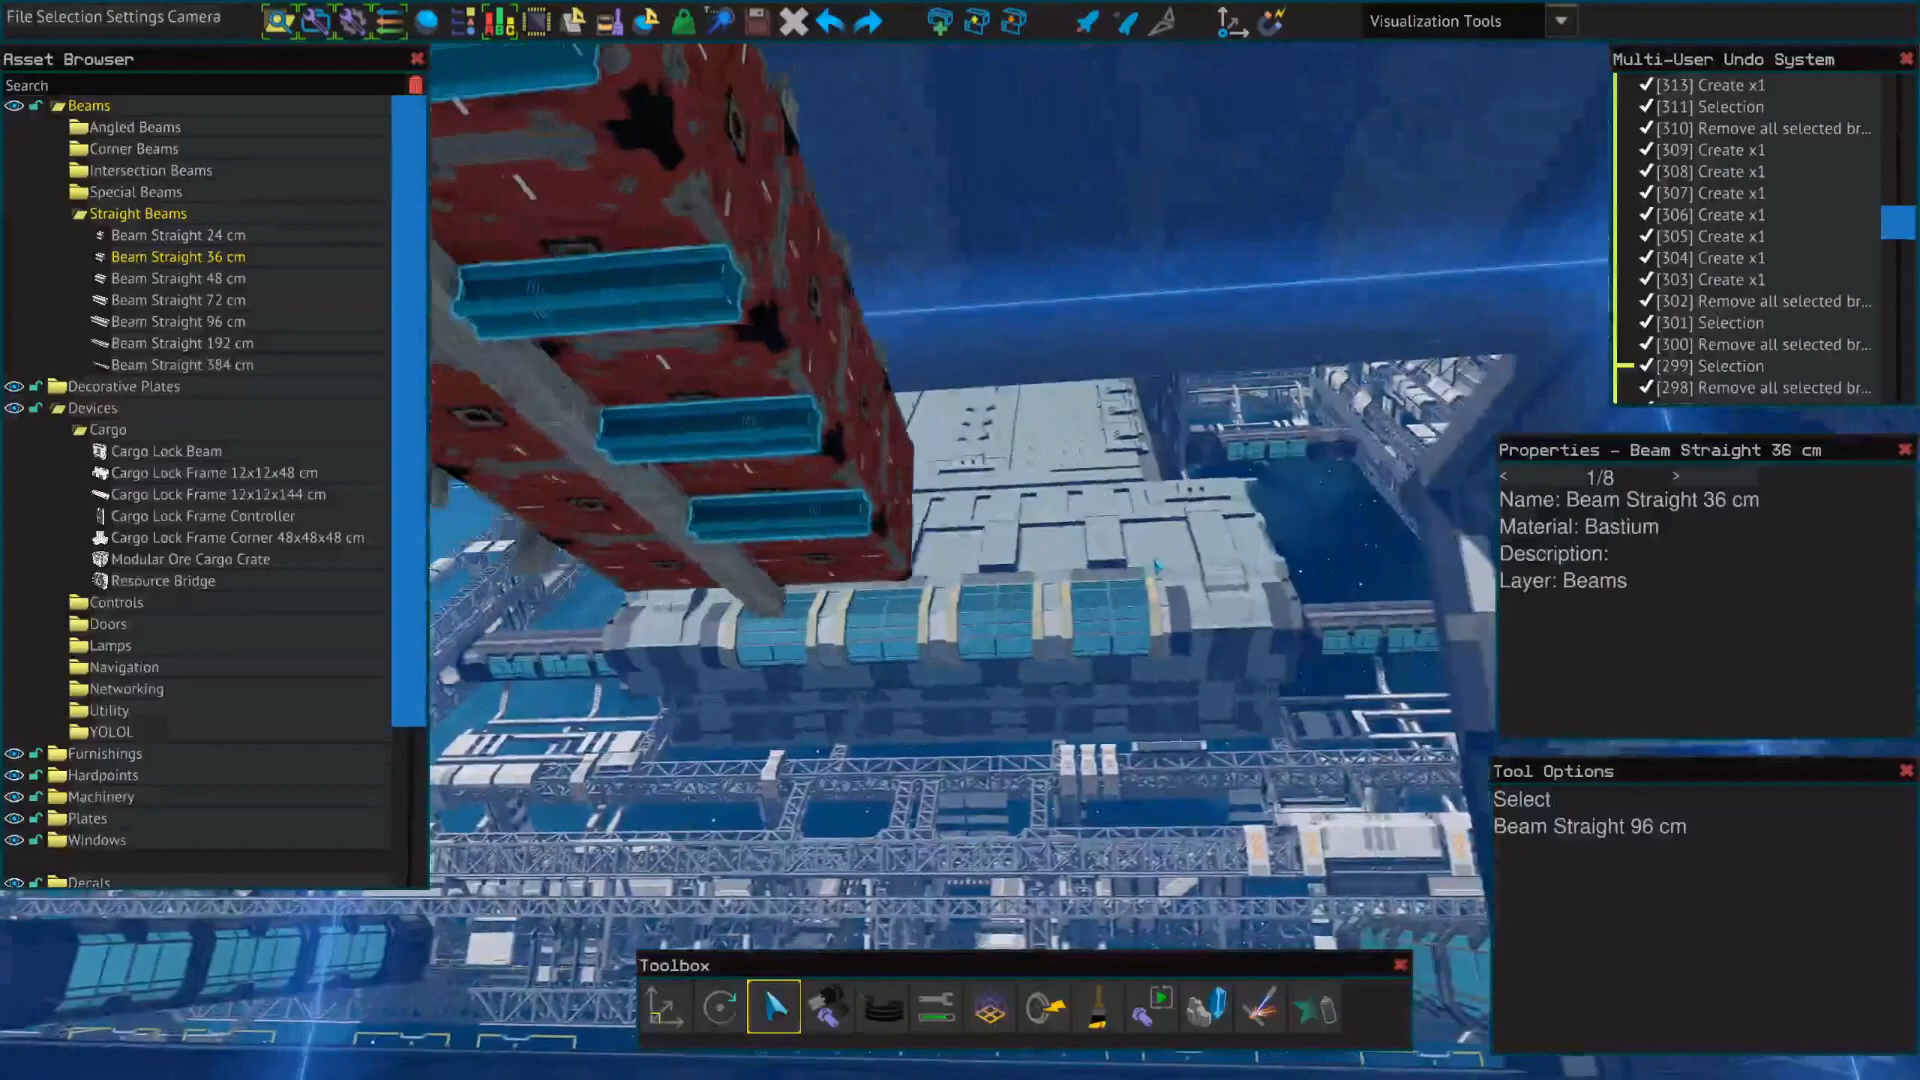 File Selection Settings Camera
Visualization Tools
Asset Browser
Search
Beams
Angled Beams
Corner Beams
Intersection Beams
Special Beams
Straight Beams
Beam Straight 24 cm
Beam Straight 36 cm
Beam Straight 48 cm
Beam Straight 72 cm
Beam Straight 96 cm
Beam Straight 192 cm
Beam Straight 384 cm
Decorative Plates
Devices
Cargo
Cargo Lock Beam
Cargo Lock Frame 12x12x48 cm
Cargo Lock Frame 12x12x144 cm
Cargo Lock Frame Controller
Cargo Lock Frame Corner 48x48x48 cm
Modular Ore Cargo Crate
Resource Bridge
Controls
Doors
Lamps
Navigation
Networking
Utility
YOLOL
Furnishings
Hardpoints
Machinery
Plates
Windows
Decals
Multi-User Undo System
[313] Create x1
[311] Selection
[310] Remove all selected br...
[309] Create x1
[308] Create x1
[307] Create x1
[306] Create x1
[305] Create x1
[304] Create x1
[303] Create x1
[302] Remove all selected br...
[301] Selection
[300] Remove all selected br...
[299] Selection
[298] Remove all selected br...
Properties - Beam Straight 36 cm
< 1/8 >
Name: Beam Straight 36 cm
Material: Bastium
Description:
Layer: Beams
Tool Options
Select
Beam Straight 96 cm
Toolbox